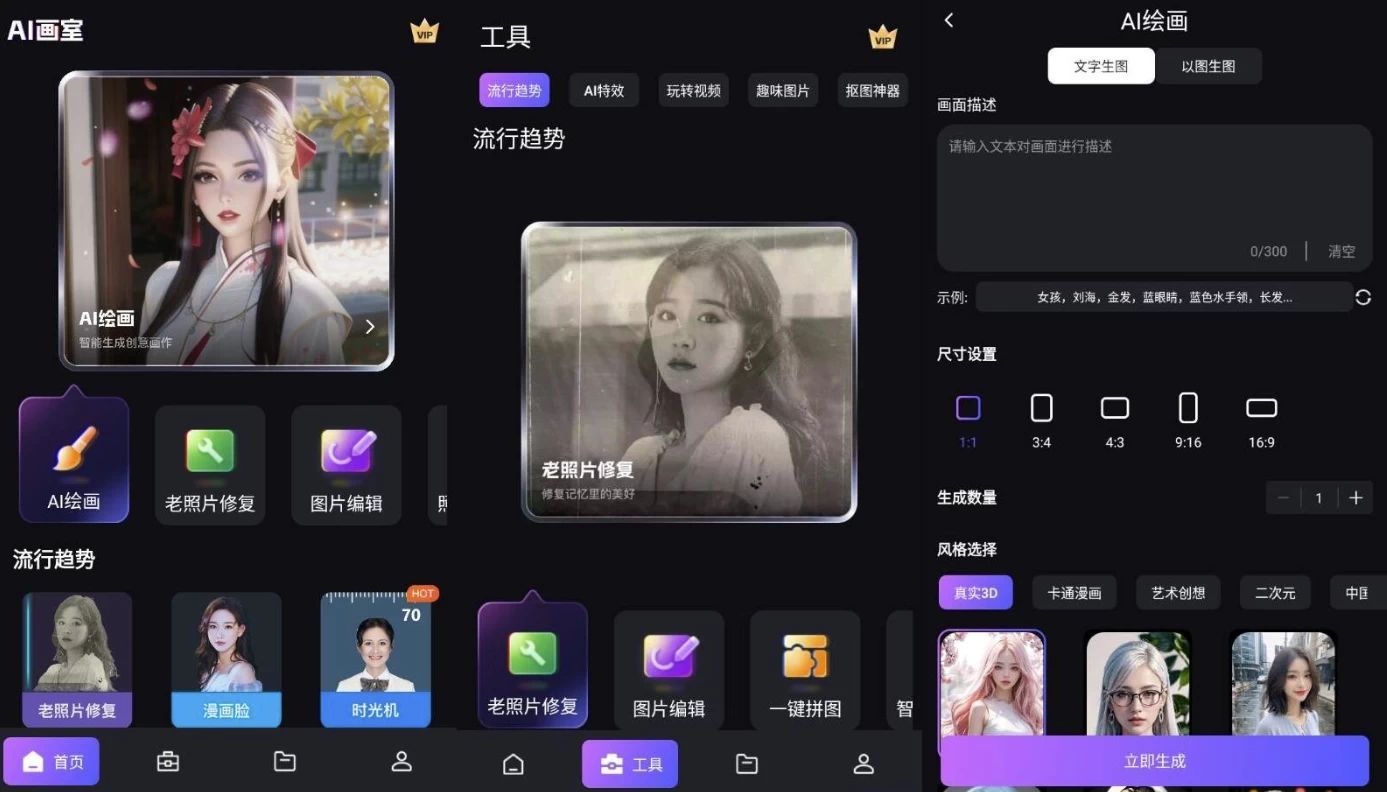 AI画室
VIP
AI绘画
智能生成创意画作
AI绘画
老照片修复
图片编辑
流行趋势
HOT
70
老照片修复
漫画脸
时光机
首页
工具
VIP
流行趋势
AI特效
玩转视频
趣味图片
抠图神器
流行趋势
老照片修复
修复记忆里的美好
老照片修复
图片编辑
一键拼图
智
工具
AI绘画
文字生图
以图生图
画面描述
请输入文本对画面进行描述
0/300
清空
示例:
女孩，刘海，金发，蓝眼睛，蓝色水手领，长发...
尺寸设置
1:1
3:4
4:3
9:16
16:9
生成数量
1
风格选择
真实3D
卡通漫画
艺术创想
二次元
中国
立即生成